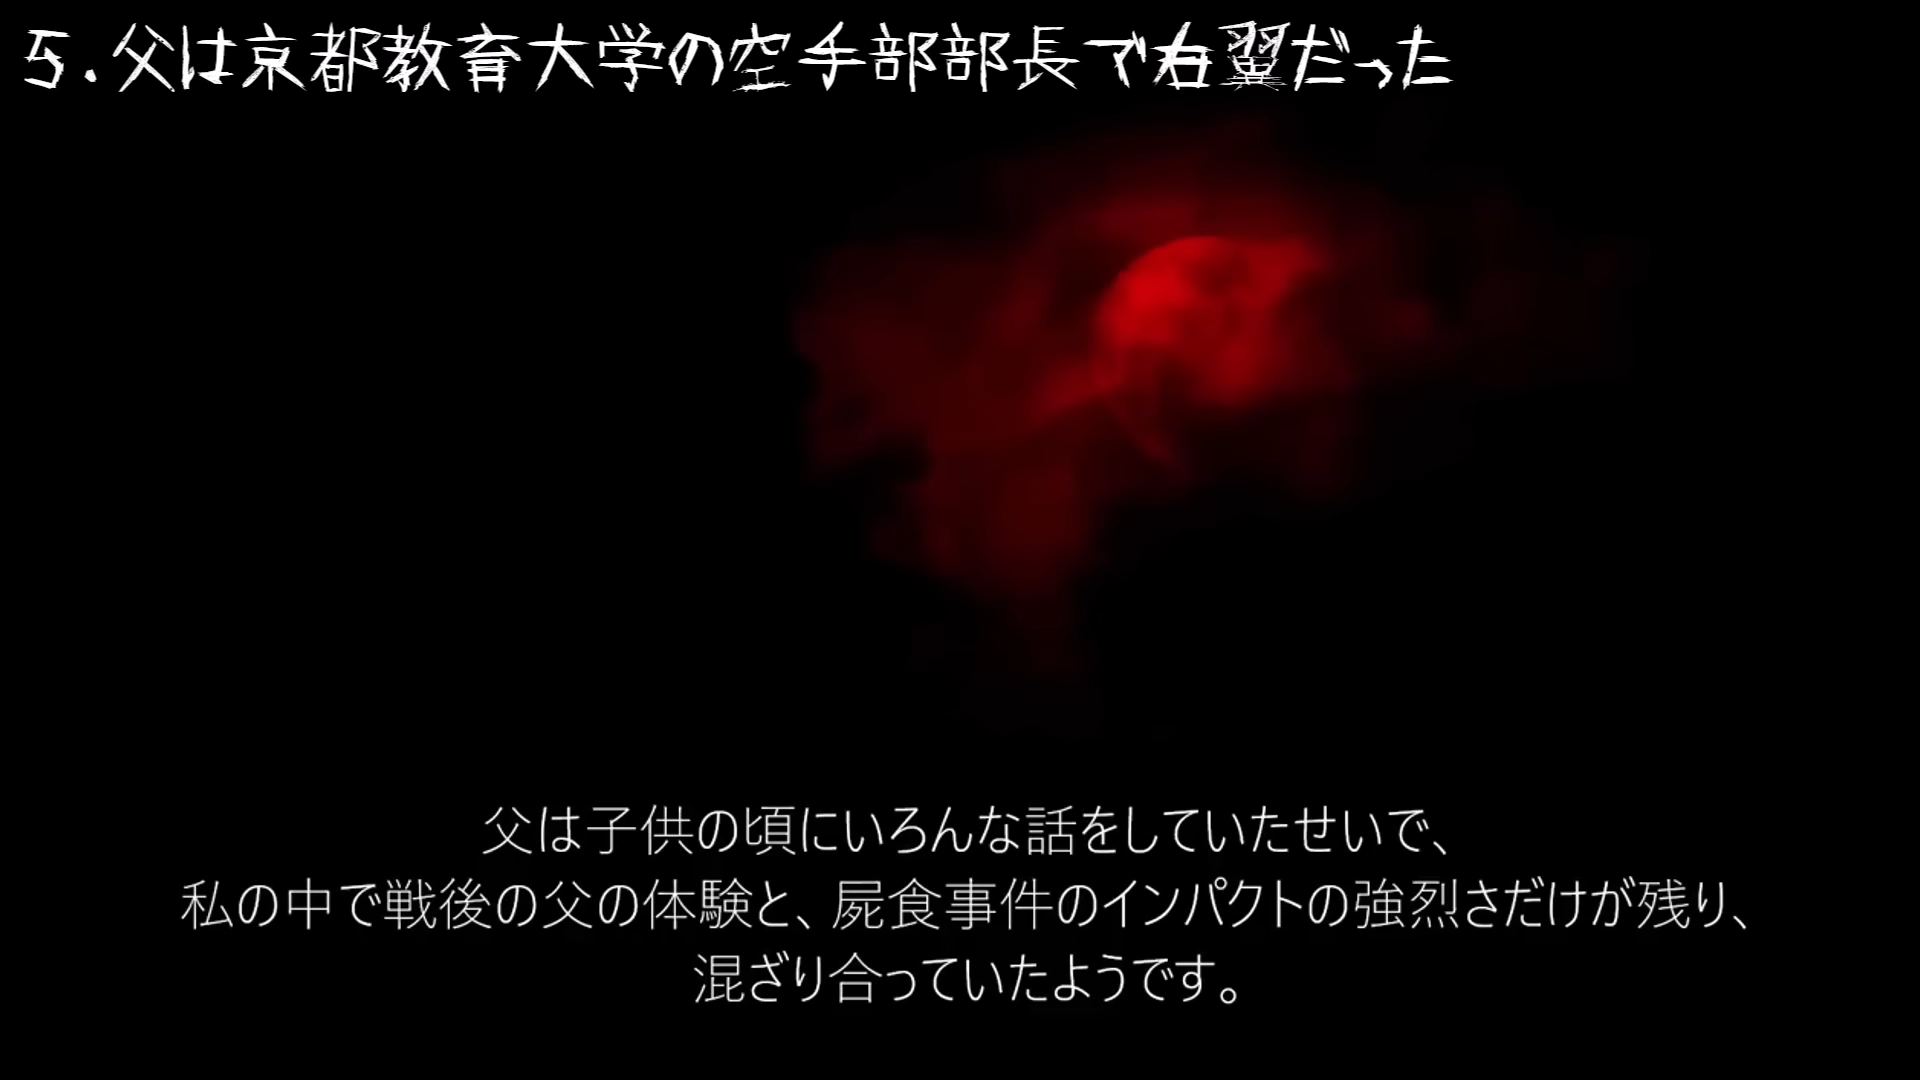 5.父は京都教育大学の空手部部長で右翼だった
父は子供の頃にいろんな話をしていたせいで、
私の中で戦後の父の体験と、屍食事件のインパクトの強烈さだけが残り、
混ざり合っていたようです。